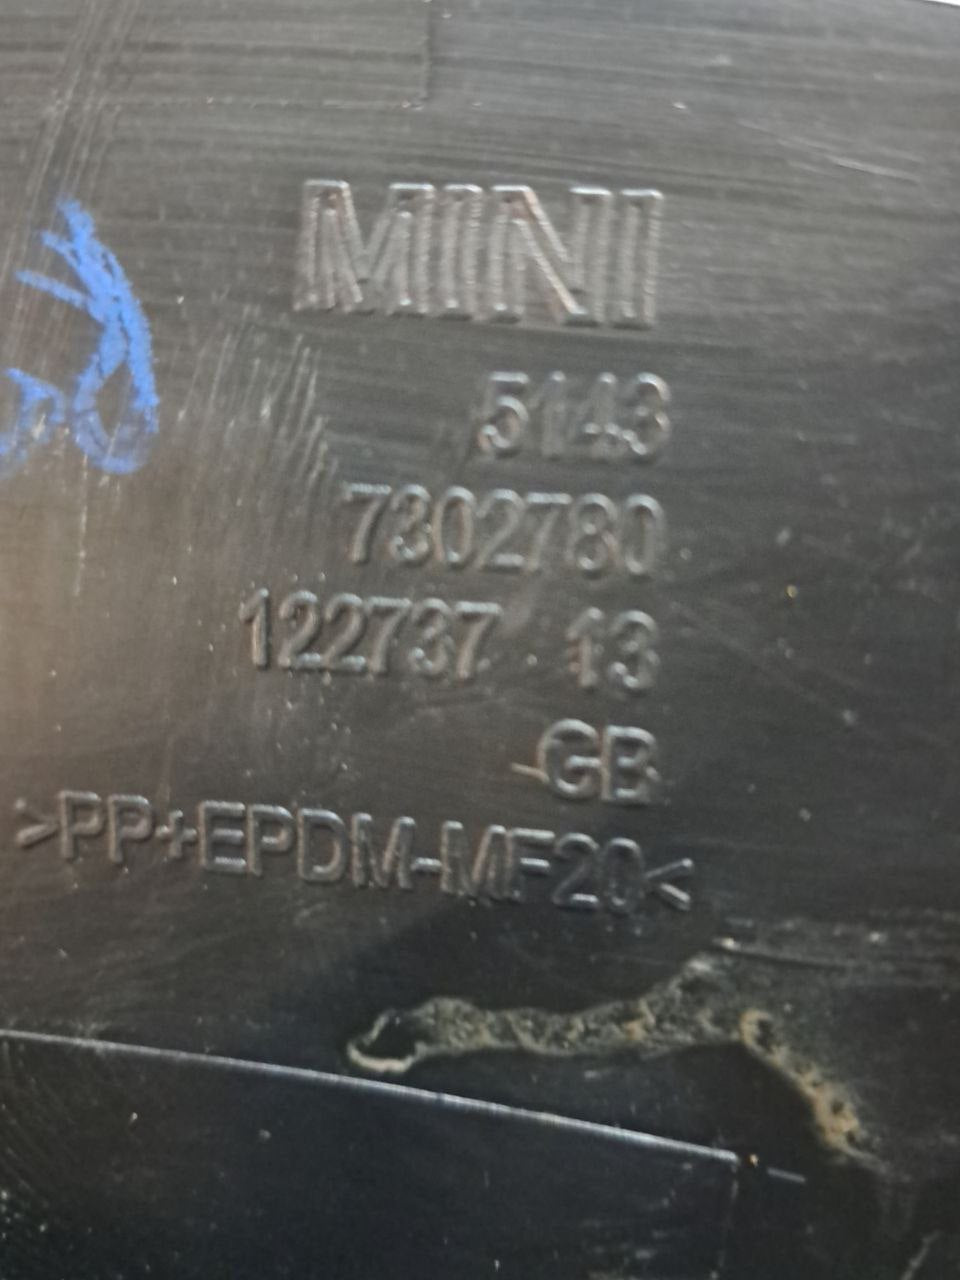 MINI
5143
7302780
122737 13
GB
>PP+EPDM-MF20<